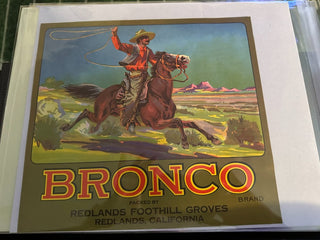 BRONCO
BRAND
PACKED BY
REDLANDS FOOTHILL GROVES
REDLANDS, CALIFORNIA